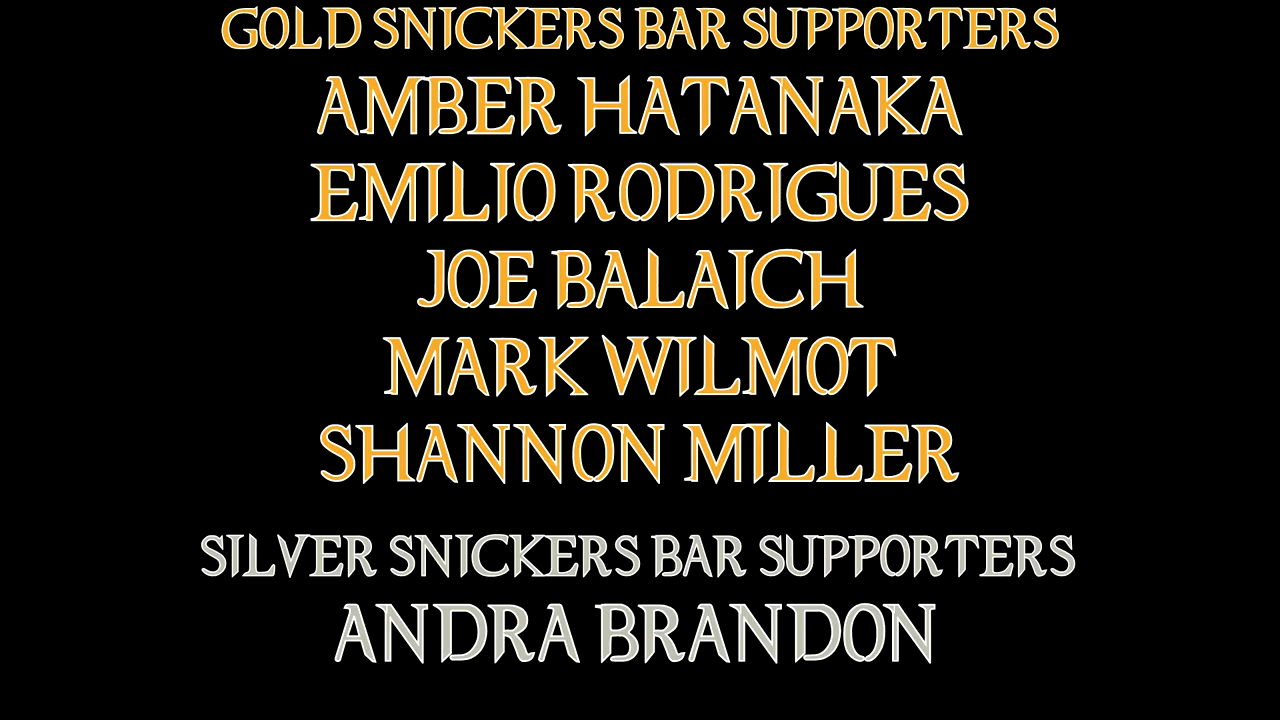 GOLD SNICKERS BAR SUPPORTERS
AMBER HATANAKA
EMILIO RODRIGUES
JOE BALAICH
MARK WILMOT
SHANNON MILLER
SILVER SNICKERS BAR SUPPORTERS
ANDRA BRANDON